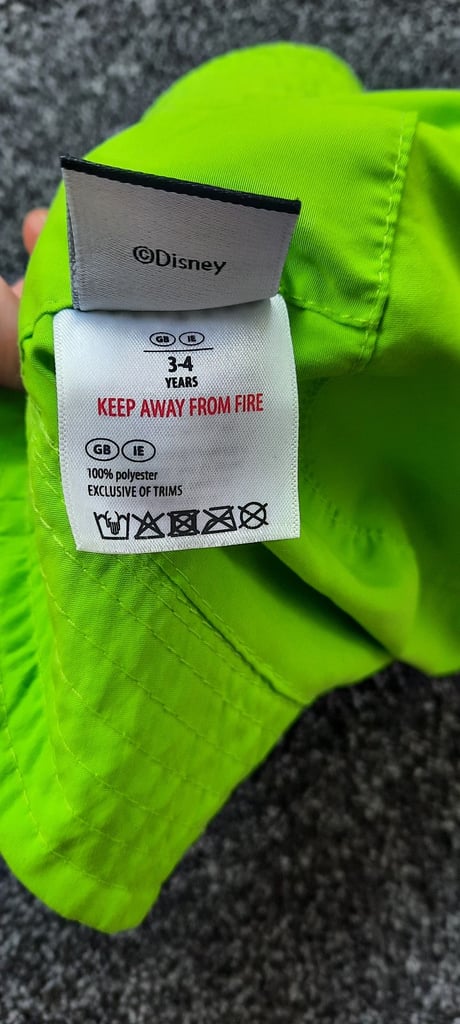 ©Disney
GB IE
3-4
YEARS
KEEP AWAY FROM FIRE
GB IE
100% polyester
EXCLUSIVE OF TRIMS